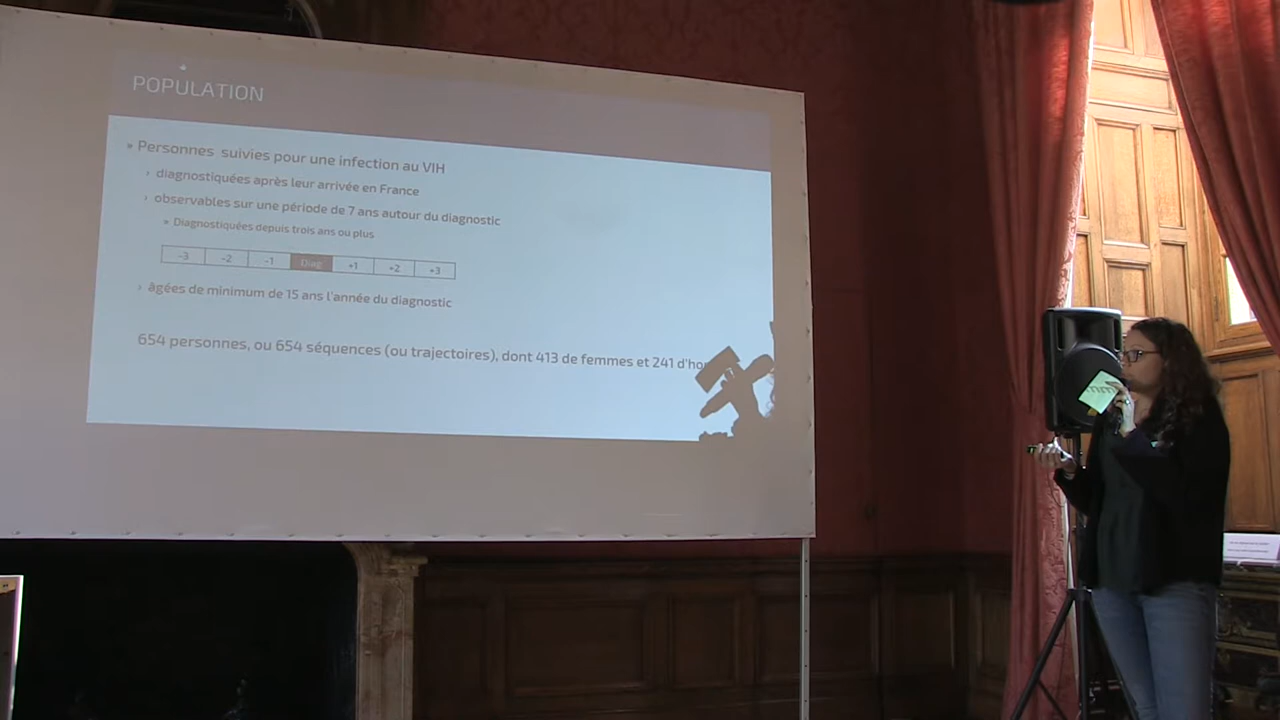 POPULATION
» Personnes suivies pour une infection au VIH
› diagnostiquées après leur arrivée en France
› observables sur une période de 7 ans autour du diagnostic
» Diagnostiquées depuis trois ans ou plus
-3 -2 -1 Diag +1 +2 +3
› âgées de minimum de 15 ans l'année du diagnostic
654 personnes, ou 654 séquences (ou trajectoires), dont 413 de femmes et 241